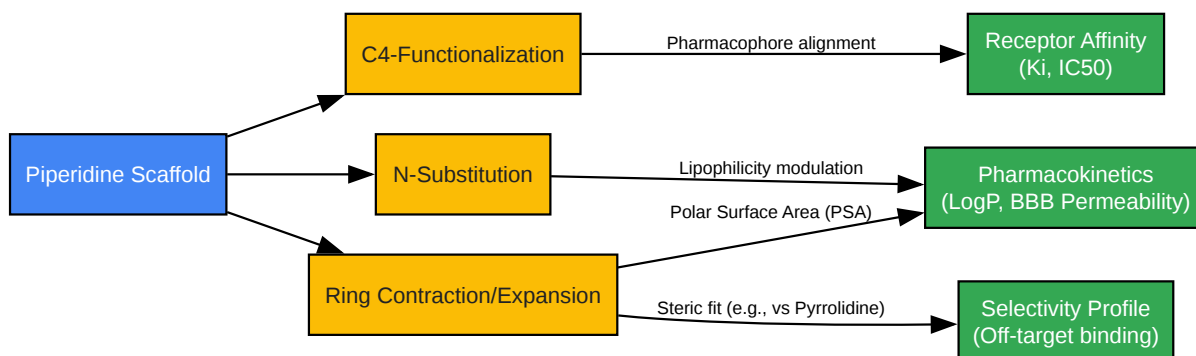 C4-Functionalization
Pharmacophore alignment
Receptor Affinity
(Ki, IC50)
Piperidine Scaffold
N-Substitution
Lipophilicity modulation
Pharmacokinetics
(LogP, BBB Permeability)
Polar Surface Area (PSA)
Ring Contraction/Expansion
Steric fit (e.g., vs Pyrrolidine)
Selectivity Profile
(Off-target binding)